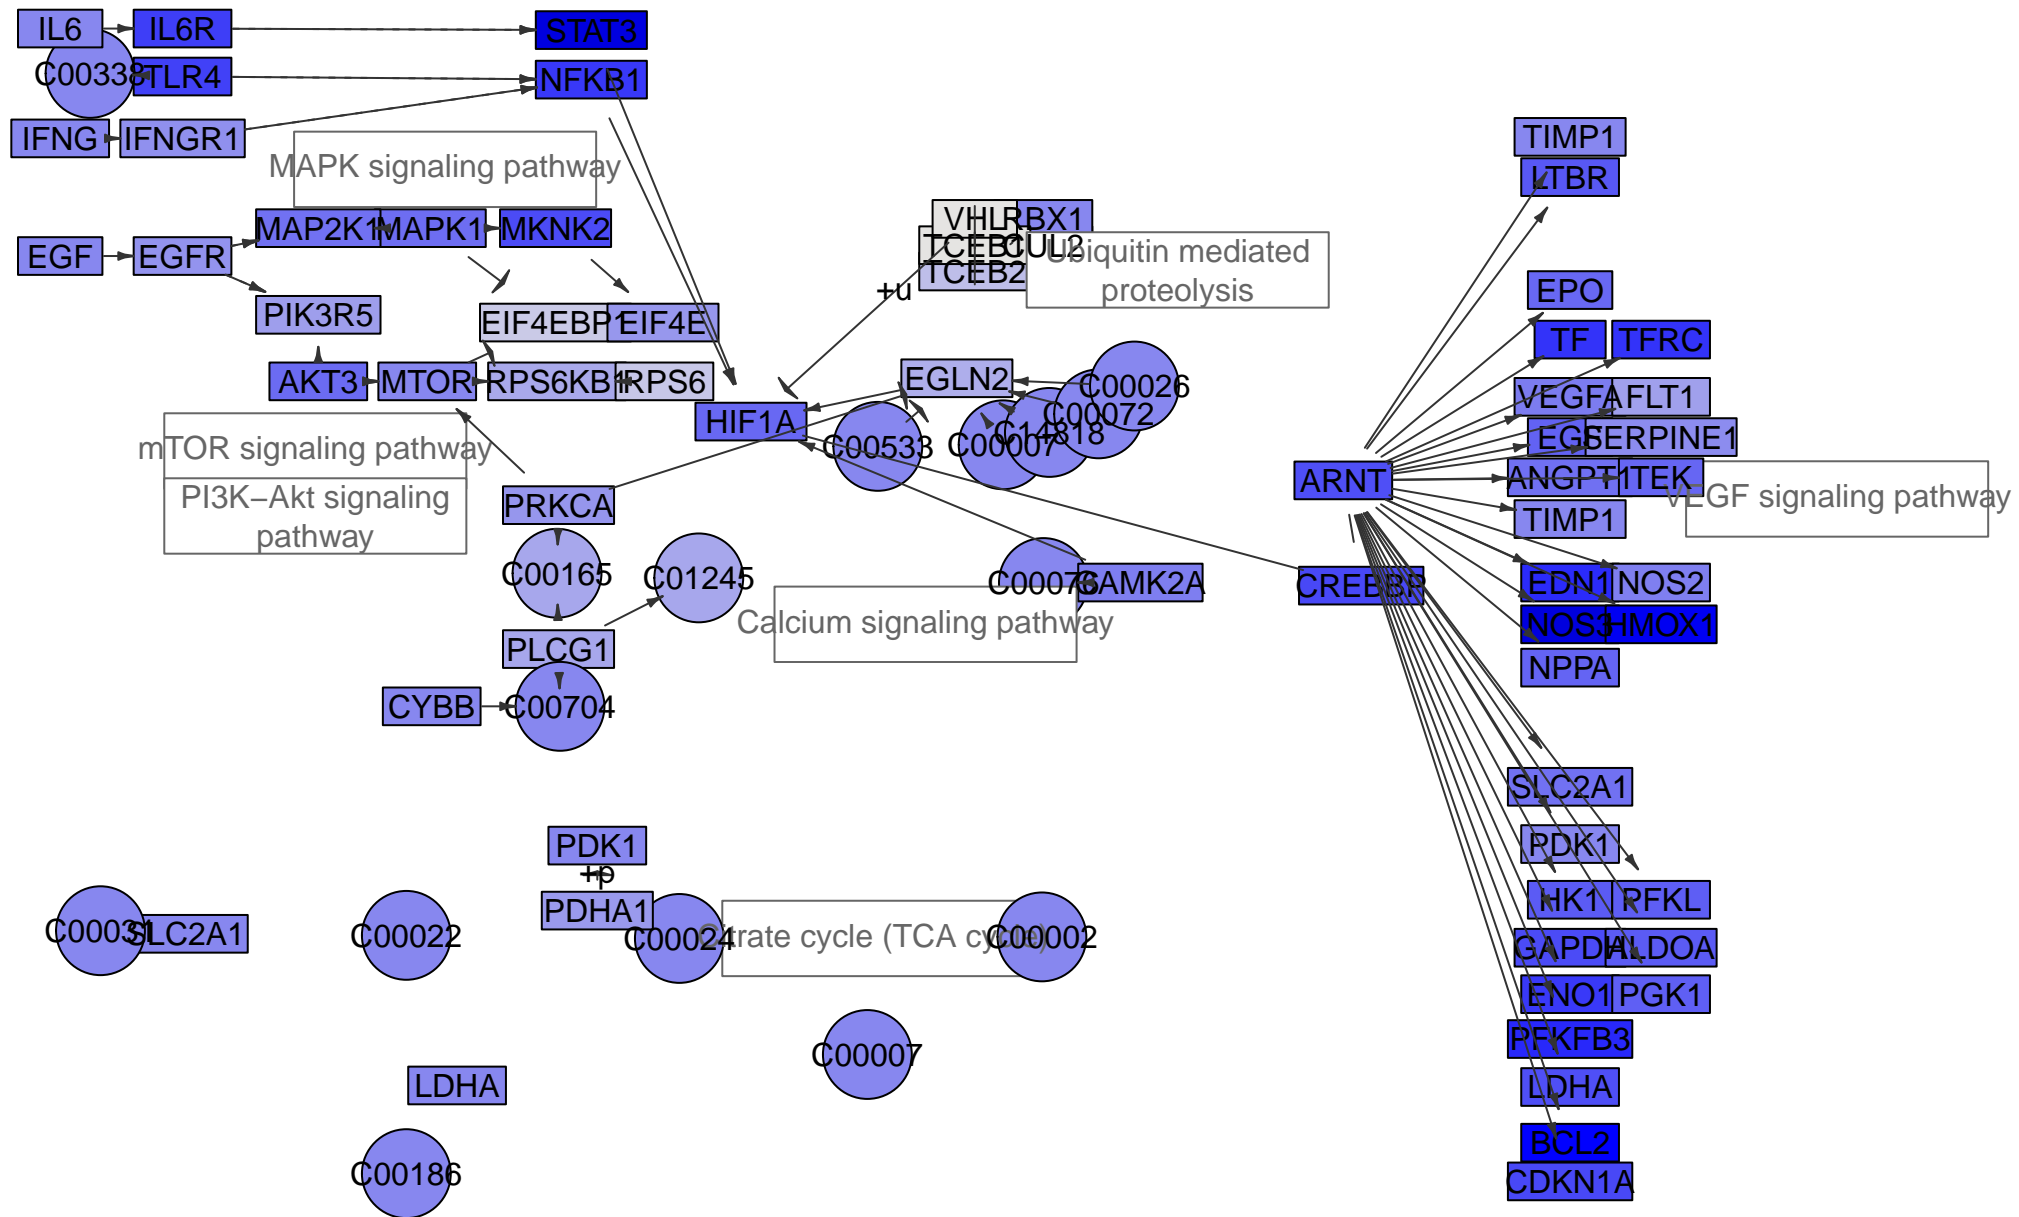 IL6
IL6R
STAT3
C00338
TLR4
NFKB1
IFNG
IFNGR1
MAPK signaling pathway
TIMP1
LTBR
MAP2K1
MAPK1
MKNK2
EGF
EGFR
VHL
RBX1
TCEB1
CUL2
TCEB2
Ubiquitin mediated
proteolysis
+u
EPO
PIK3R5
EIF4EBP1
EIF4E
TF
TFRC
AKT3
MTOR
RPS6KB1
RPS6
EGLN2
C00026
VEGFA
FLT1
HIF1A
C00072
C14818
C00007
C00533
EGF
SERPINE1
mTOR signaling pathway
PI3K–Akt signaling
pathway
ARNT
ANGPT1
TEK
VEGF signaling pathway
PRKCA
TIMP1
C00165
C01245
C00076
CAMK2A
CREBBP
EDN1
NOS2
Calcium signaling pathway
NOS3
HMOX1
PLCG1
NPPA
CYBB
C00704
SLC2A1
PDK1
+p
PDHA1
PDK1
HK1
PFKL
C00031
SLC2A1
C00022
C00024
Citrate cycle (TCA cycle)
C00002
GAPDH
ALDOA
ENO1
PGK1
C00007
PFKFB3
LDHA
LDHA
BCL2
C00186
CDKN1A